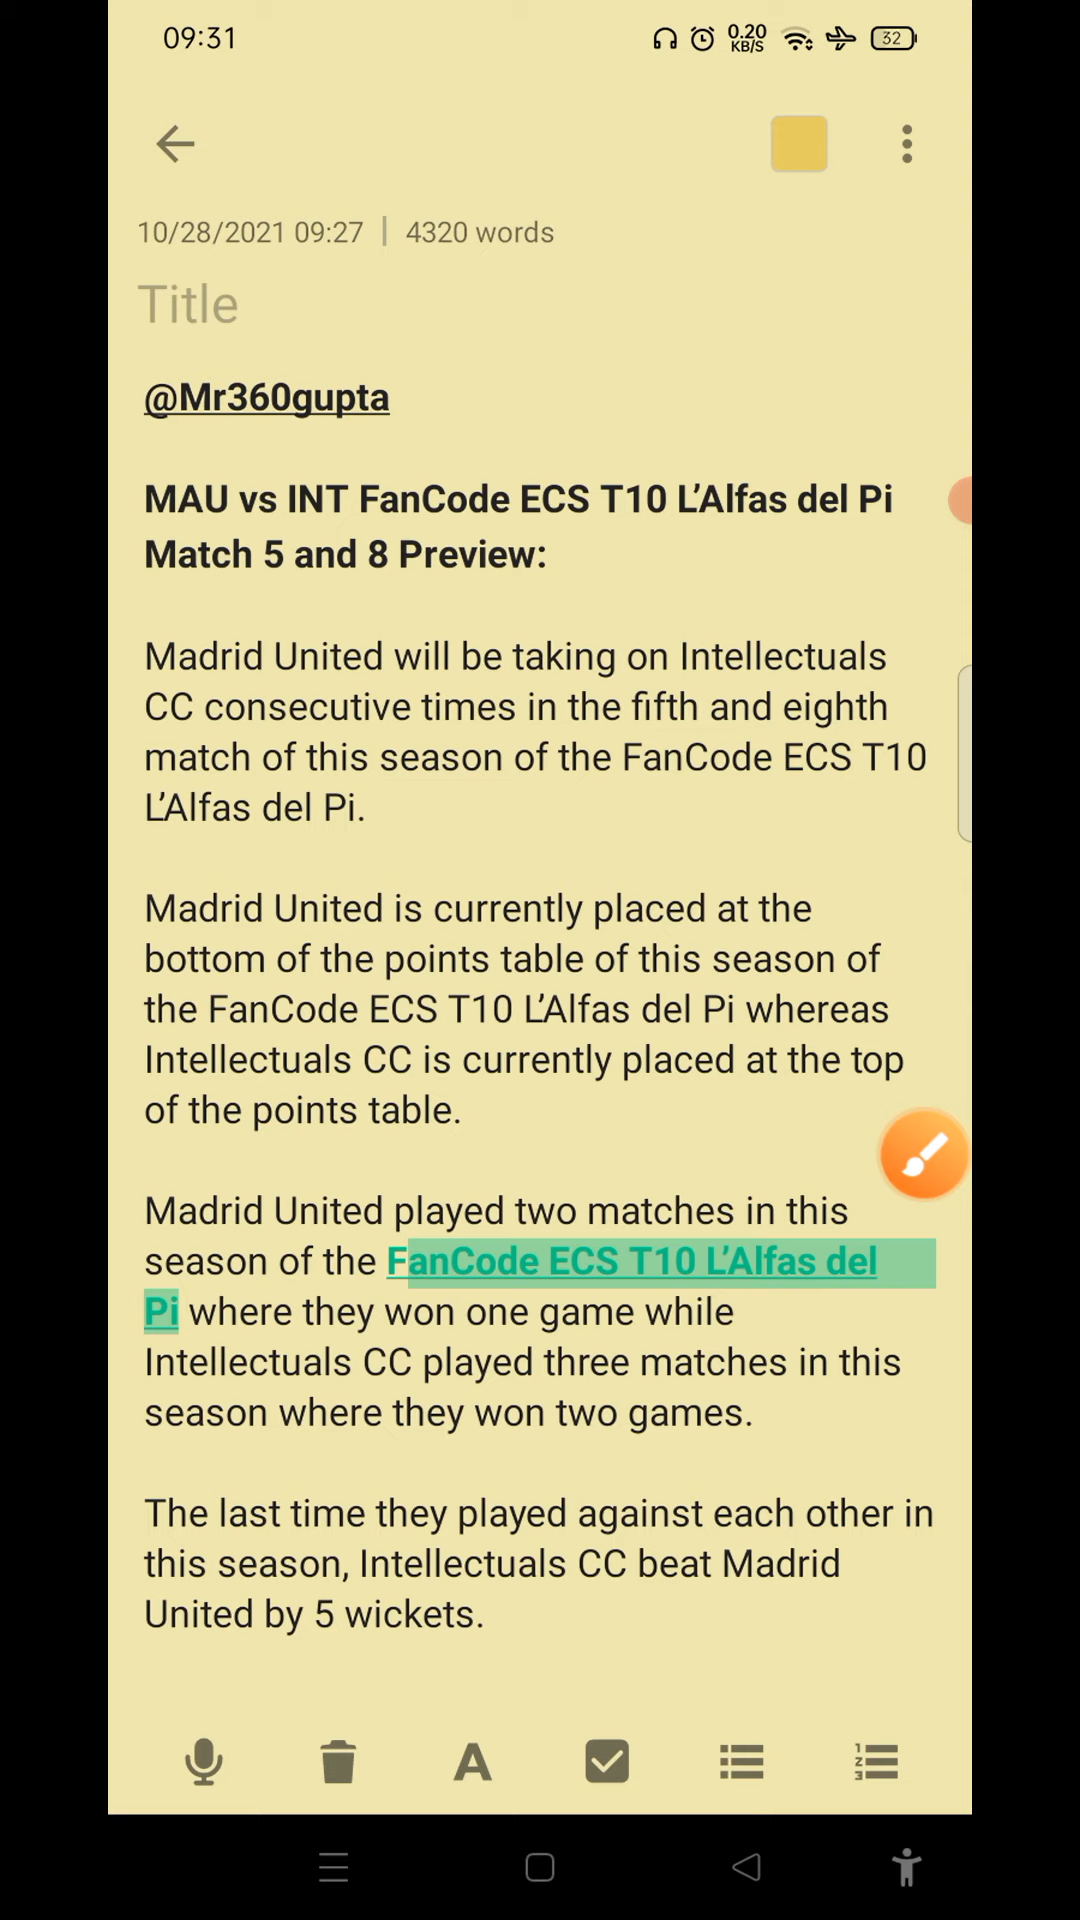 09:31
0.20
KB/S
32
10/28/2021 09:27 | 4320 words
Title
@Mr360gupta
MAU vs INT FanCode ECS T10 L’Alfas del Pi
Match 5 and 8 Preview:
Madrid United will be taking on Intellectuals
CC consecutive times in the fifth and eighth
match of this season of the FanCode ECS T10
L’Alfas del Pi.
Madrid United is currently placed at the
bottom of the points table of this season of
the FanCode ECS T10 L’Alfas del Pi whereas
Intellectuals CC is currently placed at the top
of the points table.
Madrid United played two matches in this
season of the FanCode ECS T10 L’Alfas del
Pi where they won one game while
Intellectuals CC played three matches in this
season where they won two games.
The last time they played against each other in
this season, Intellectuals CC beat Madrid
United by 5 wickets.